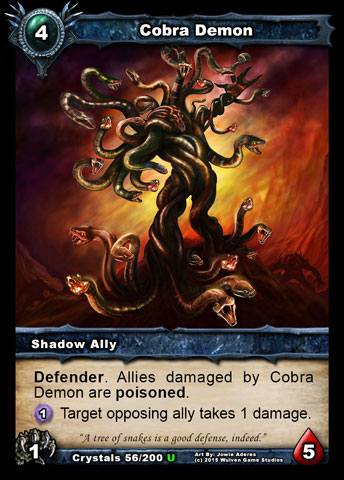 4 Cobra Demon
Shadow Ally
Defender. Allies damaged by Cobra
Demon are poisoned.
1 Target opposing ally takes 1 damage.
"A tree of snakes is a good defense, indeed."
1 Crystals 56/200 U Art By: Jowie Aderes 5
(c) 2015 Wulven Game Studios